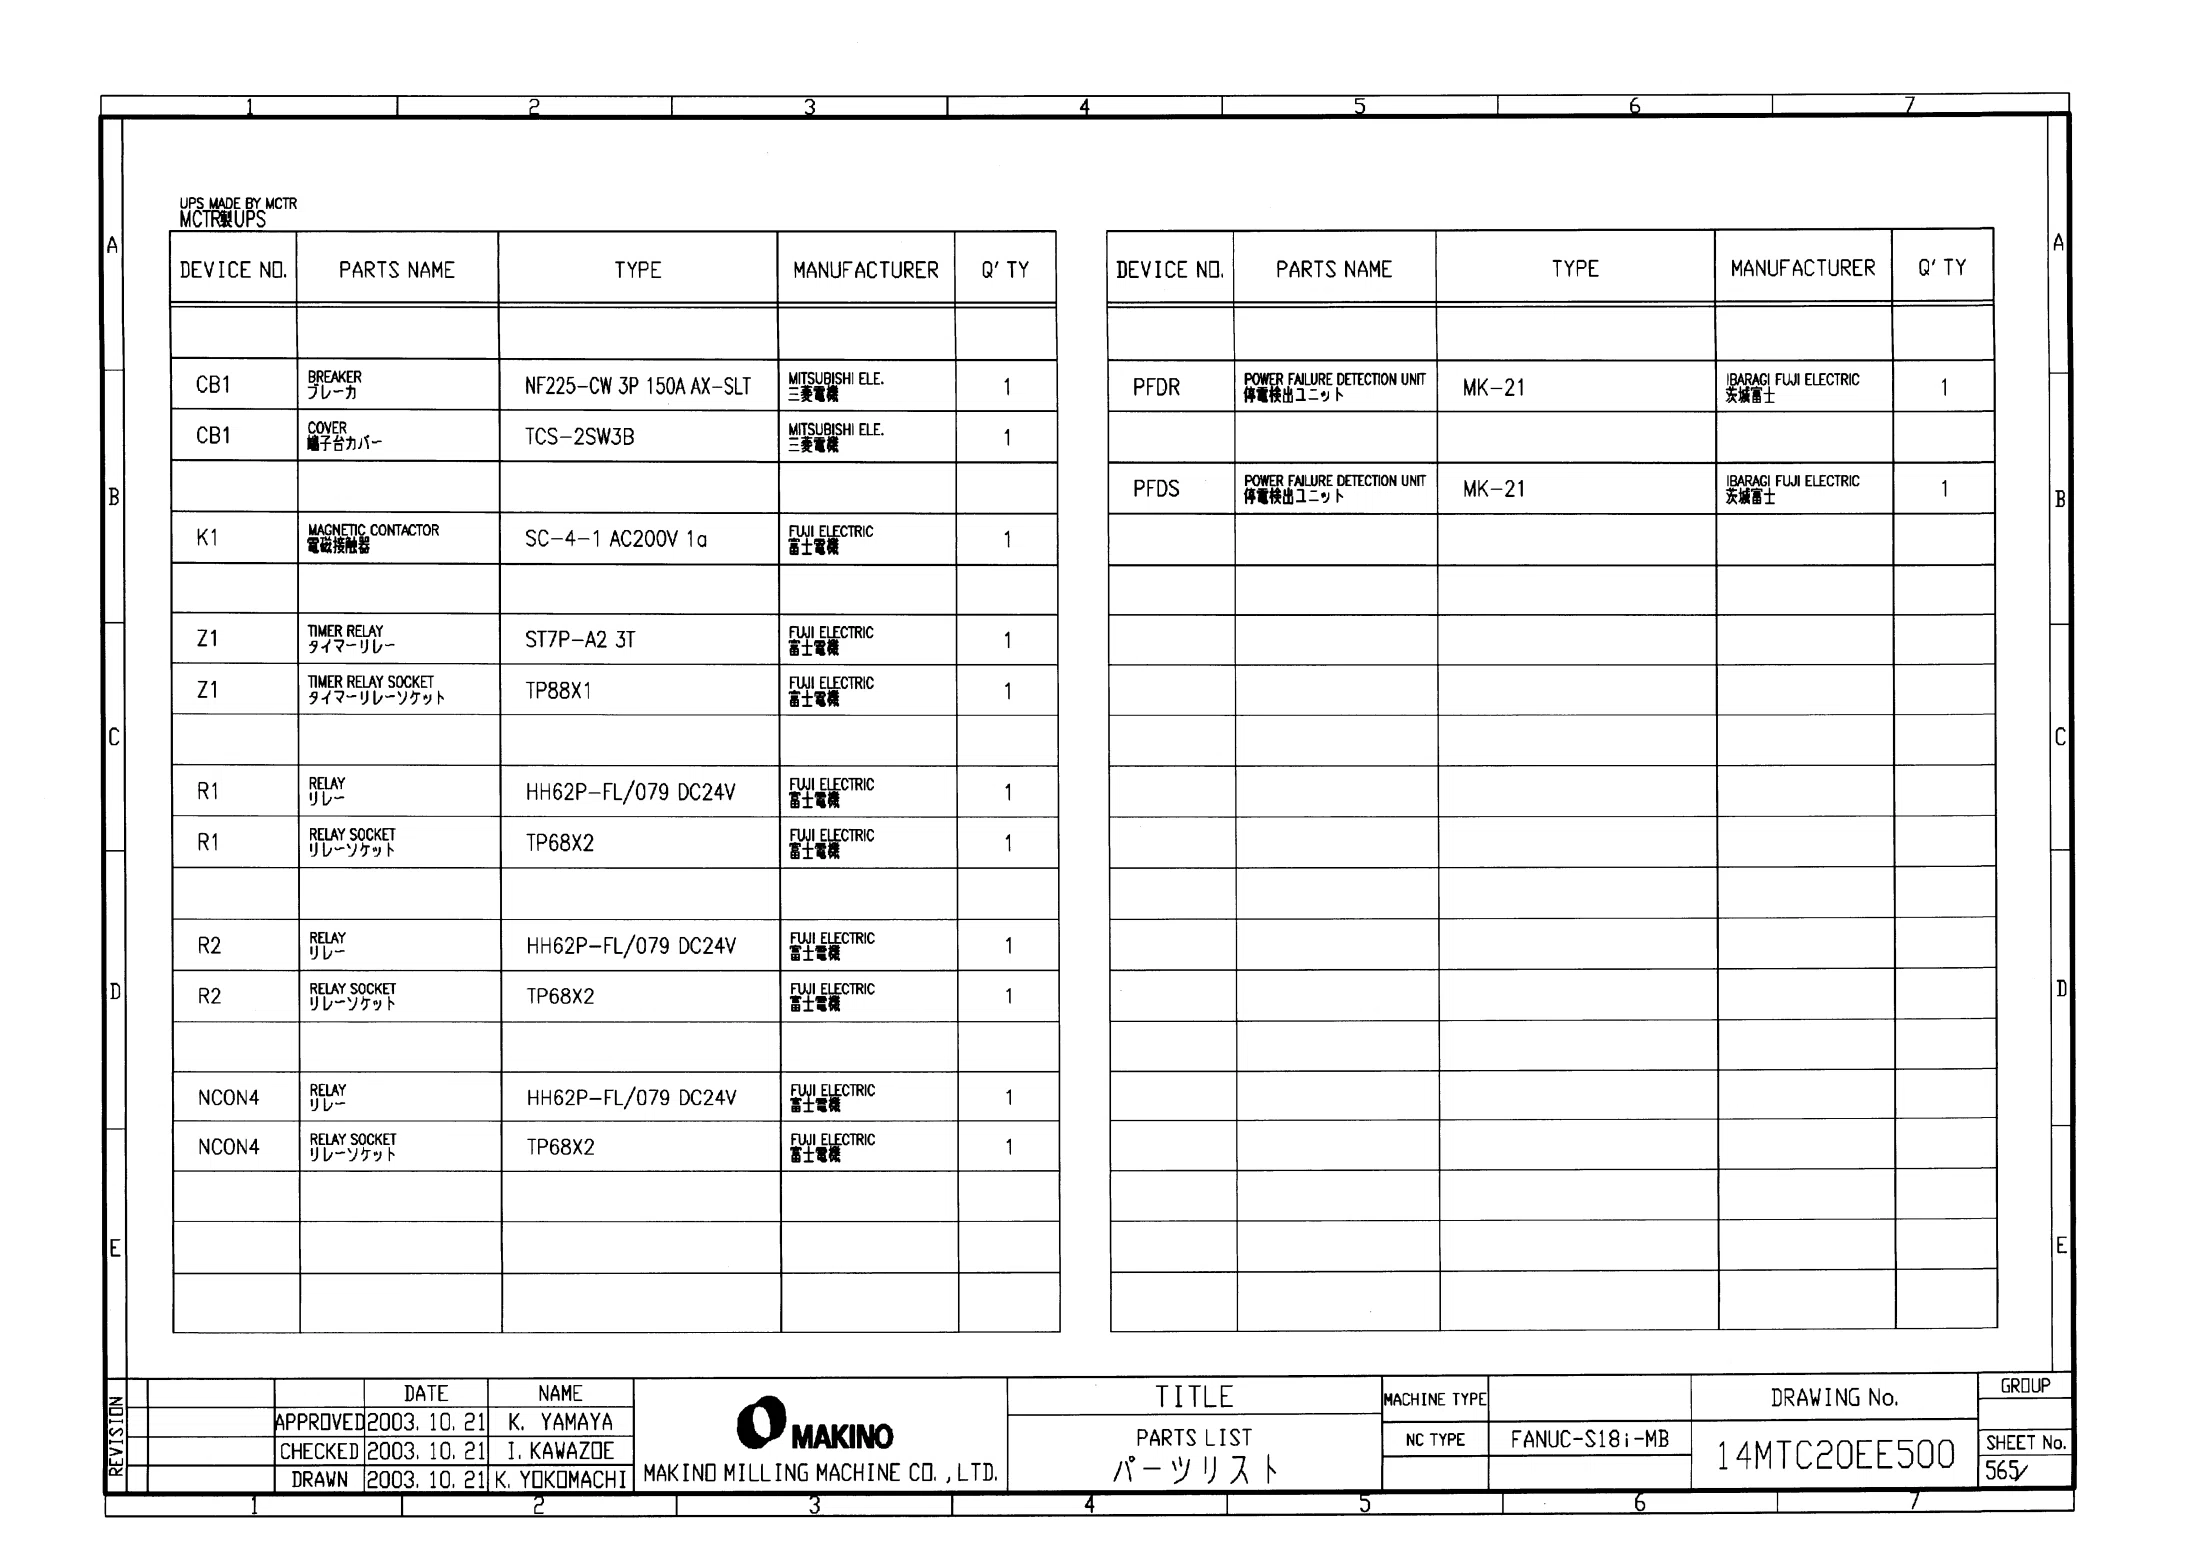 1 2 3 4 5 6 7
UPS MADE BY MCTR
MCTR製UPS
A A
DEVICE NO. PARTS NAME TYPE MANUFACTURER Q'TY
CB1 BREAKER NF225-CW 3P 150A AX-SLT MITSUBISHI ELE. 1
ブレーカ 三菱電機
CB1 COVER TCS-2SW3B MITSUBISHI ELE. 1
端子台カバー 三菱電機
B B
K1 MAGNETIC CONTACTOR SC-4-1 AC200V 1a FUJI ELECTRIC 1
電磁接触器 富士電機
Z1 TIMER RELAY ST7P-A2 3T FUJI ELECTRIC 1
タイマーリレー 富士電機
Z1 TIMER RELAY SOCKET TP88X1 FUJI ELECTRIC 1
タイマーリレーソケット 富士電機
C C
R1 RELAY HH62P-FL/079 DC24V FUJI ELECTRIC 1
リレー 富士電機
R1 RELAY SOCKET TP68X2 FUJI ELECTRIC 1
リレーソケット 富士電機
R2 RELAY HH62P-FL/079 DC24V FUJI ELECTRIC 1
リレー 富士電機
R2 RELAY SOCKET TP68X2 FUJI ELECTRIC 1
リレーソケット 富士電機
D D
NCON4 RELAY HH62P-FL/079 DC24V FUJI ELECTRIC 1
リレー 富士電機
NCON4 RELAY SOCKET TP68X2 FUJI ELECTRIC 1
リレーソケット 富士電機
E E
DEVICE NO. PARTS NAME TYPE MANUFACTURER Q'TY
PFDR POWER FAILURE DETECTION UNIT MK-21 IBARAGI FUJI ELECTRIC 1
停電検出ユニット 茨城富士
PFDS POWER FAILURE DETECTION UNIT MK-21 IBARAGI FUJI ELECTRIC 1
停電検出ユニット 茨城富士
REVISION
DATE NAME
APPROVED 2003. 10. 21 K. YAMAYA
CHECKED 2003. 10. 21 I. KAWAZOE
DRAWN 2003. 10. 21 K. YOKOMACHI
MAKINO
MAKINO MILLING MACHINE CO.,LTD.
TITLE
PARTS LIST
パーツリスト
MACHINE TYPE
NC TYPE FANUC-S18i-MB
DRAWING No.
14MTC20EE500
GROUP
SHEET No.
565/
1 2 3 4 5 6 7